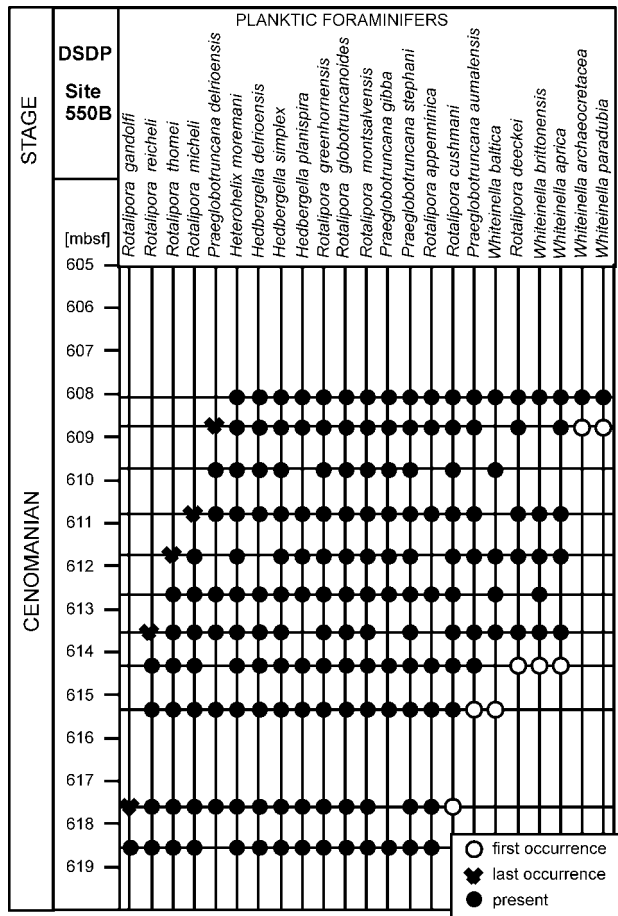 PLANKTIC FORAMINIFERS
DSDP
Site
550B
STAGE
[mbsf]
Rotalipora gandolfi
Rotalipora reicheli
Rotalipora thomei
Rotalipora micheli
Praeglobotruncana delrioensis
Heterohelix moremani
Hedbergella delrioensis
Hedbergella simplex
Hedbergella planispira
Rotalipora greenhornensis
Rotalipora globotruncanoides
Rotalipora montsalvensis
Praeglobotruncana gibba
Praeglobotruncana stephani
Rotalipora appenninica
Rotalipora cushmani
Praeglobotruncana aumalensis
Whiteinella baltica
Rotalipora deeckei
Whiteinella brittonensis
Whiteinella aprica
Whiteinella archaeocretacea
Whiteinella paradubia
605
606
607
608
609
610
611
612
613
614
615
616
617
618
619
CENOMANIAN
first occurrence
last occurrence
present